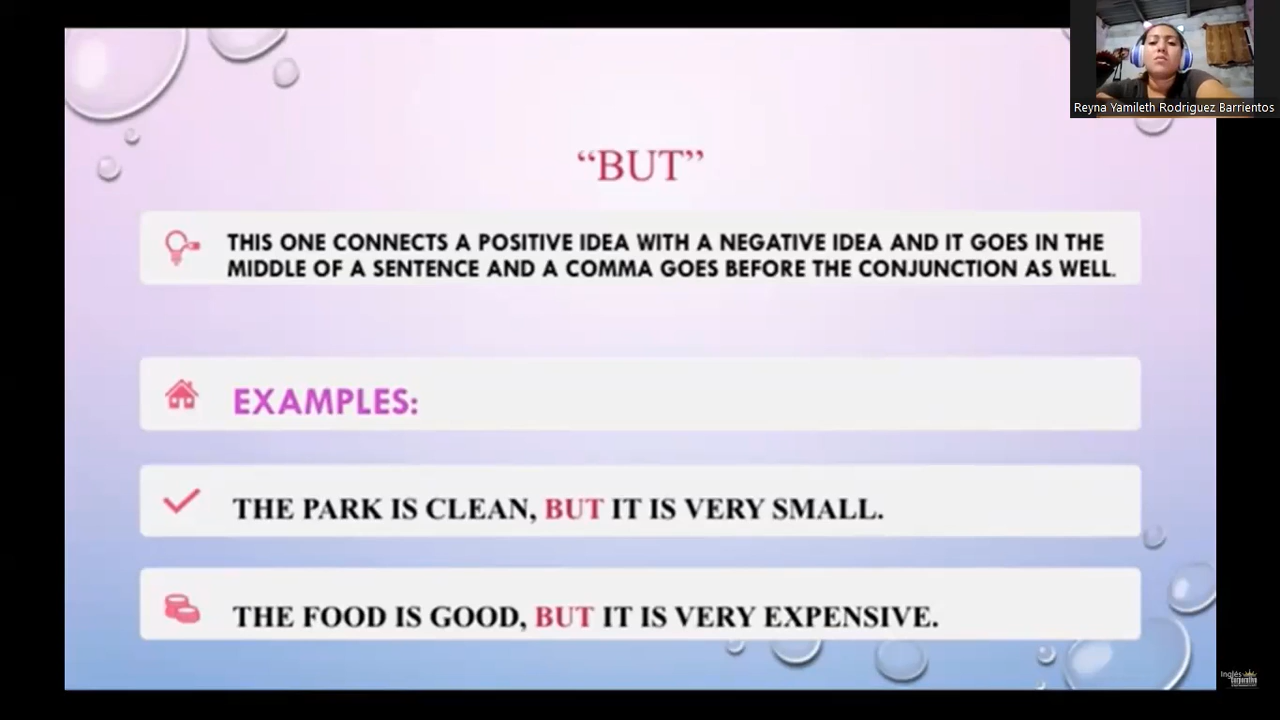 Reyna Yamileth Rodriguez Barrientos
“BUT”
THIS ONE CONNECTS A POSITIVE IDEA WITH A NEGATIVE IDEA AND IT GOES IN THE
MIDDLE OF A SENTENCE AND A COMMA GOES BEFORE THE CONJUNCTION AS WELL.
EXAMPLES:
THE PARK IS CLEAN, BUT IT IS VERY SMALL.
THE FOOD IS GOOD, BUT IT IS VERY EXPENSIVE.
Inglés
Corporativo